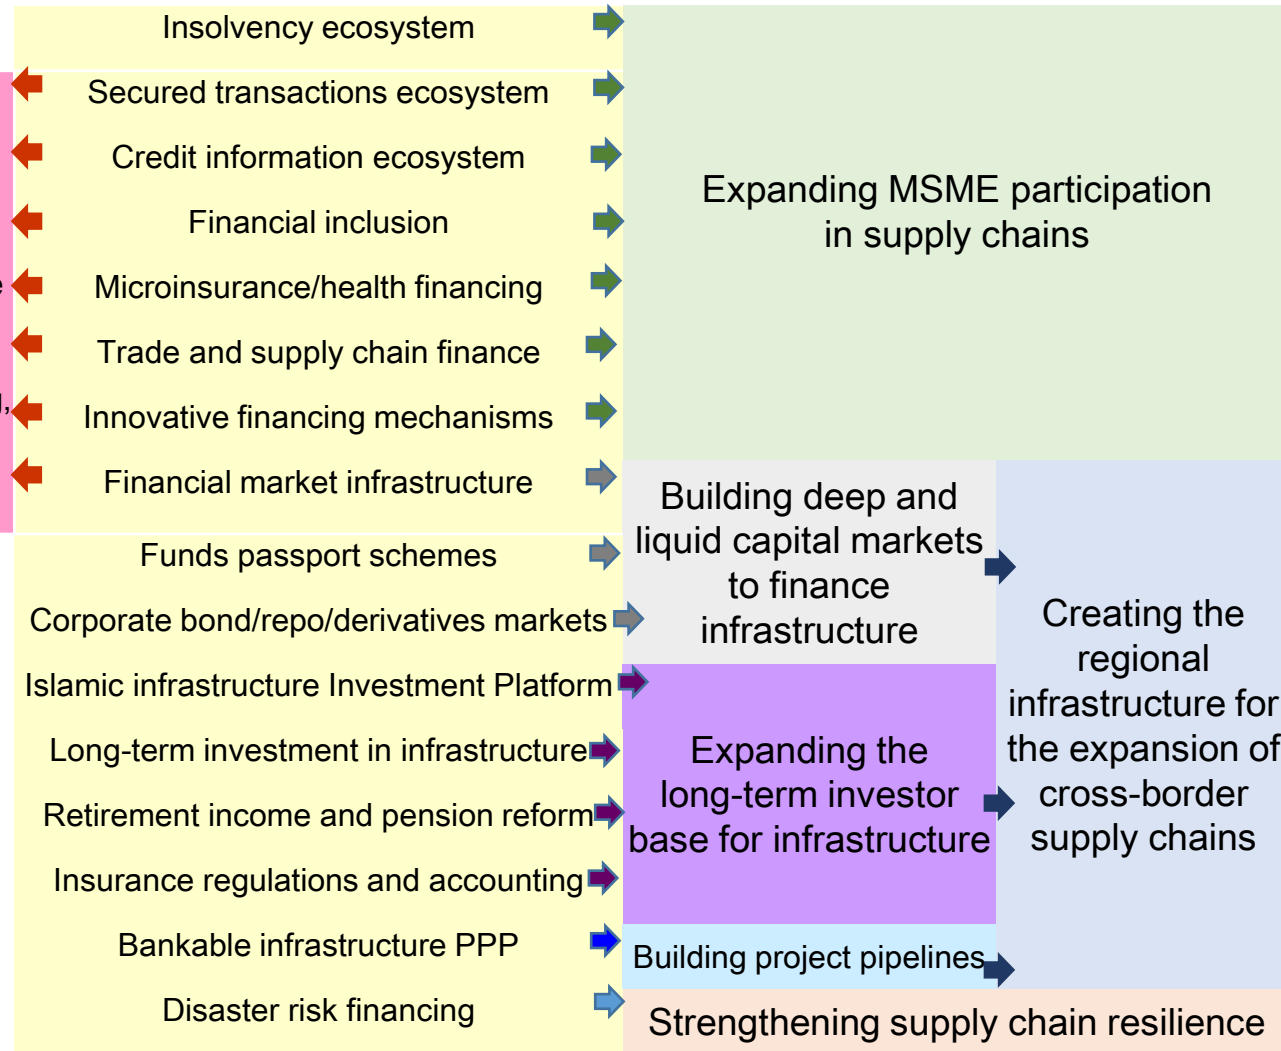 Insolvency ecosystem
Secured transactions ecosystem
Credit information ecosystem
Financial inclusion
Microinsurance/health financing
Trade and supply chain finance
Innovative financing mechanisms
Financial market infrastructure
Funds passport schemes
Corporate bond/repo/derivatives markets
Islamic infrastructure Investment Platform
Long-term investment in infrastructure
Retirement income and pension reform
Insurance regulations and accounting
Bankable infrastructure PPP
Disaster risk financing
Expanding MSME participation
in supply chains
Building deep and
liquid capital markets
to finance
infrastructure
Expanding the
long-term investor
base for infrastructure
Building project pipelines
Creating the
regional
infrastructure for
the expansion of
cross-border
supply chains
Strengthening supply chain resilience